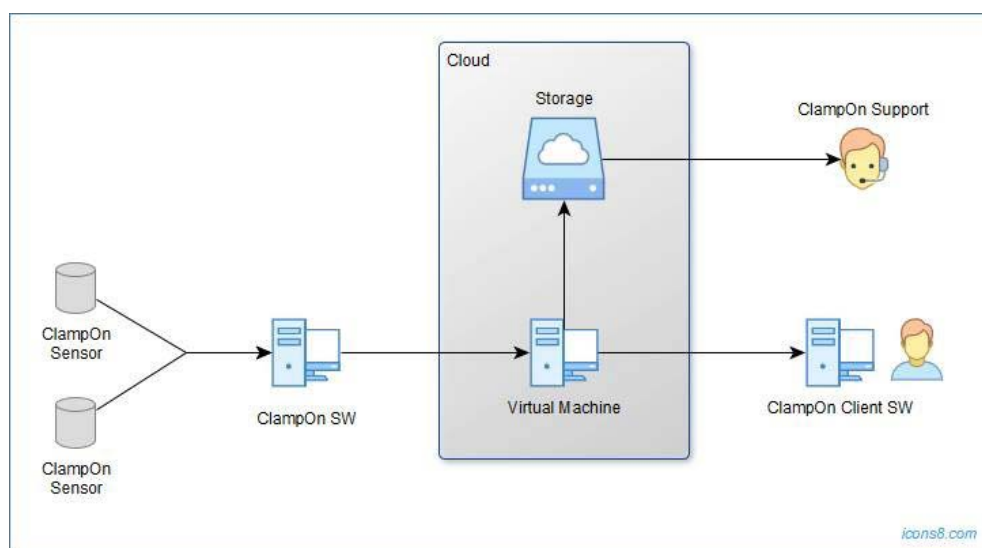 Cloud
Storage
ClampOn Support
ClampOn
Sensor
ClampOn SW
Virtual Machine
ClampOn Client SW
ClampOn
Sensor
icons8.com